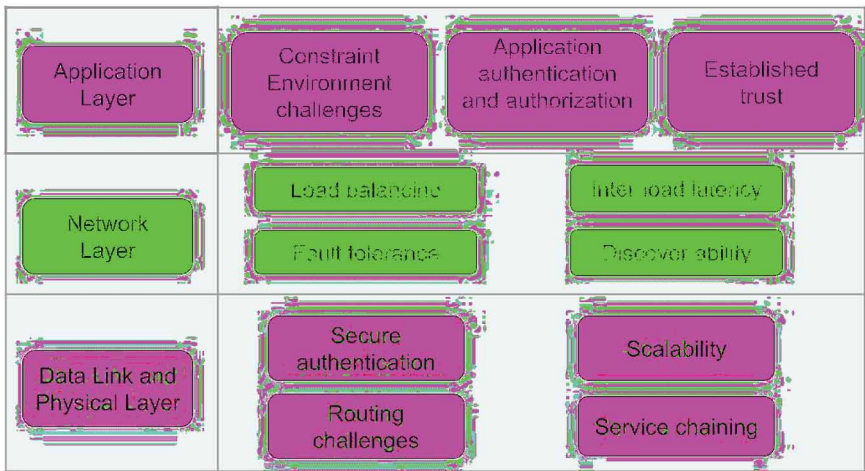 Application
Layer
Constraint
Environment
challenges
Application
authentication
and authorization
Established
trust
Network
Layer
Load balancing
Inter load latency
Fault tolerance
Discover ability
Data Link and
Physical Layer
Secure
authentication
Scalability
Routing
challenges
Service chaining